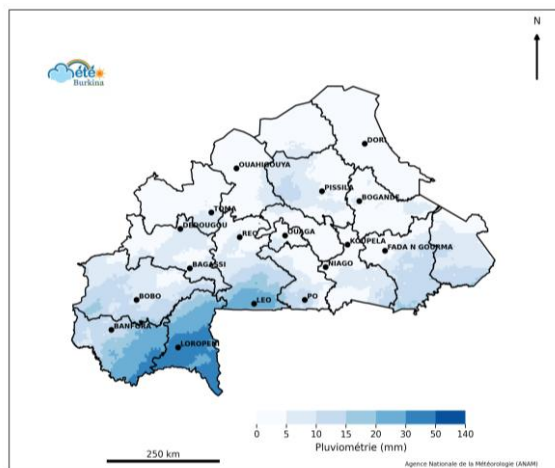 N
été
Burkina
DORI
OUAHIGOUYA
PISSILA
BOGANDE
TOMA
DEDOUGOU
REO
OUAGA
KOUPELA
FADA N GOURMA
BAGASSI
NIAGO
BOBO
LEO
PO
BANFORA
LOROPENI
0 5 10 15 20 30 50 140
Pluviométrie (mm)
250 km
Agence Nationale de la Météorologie (ANAM)